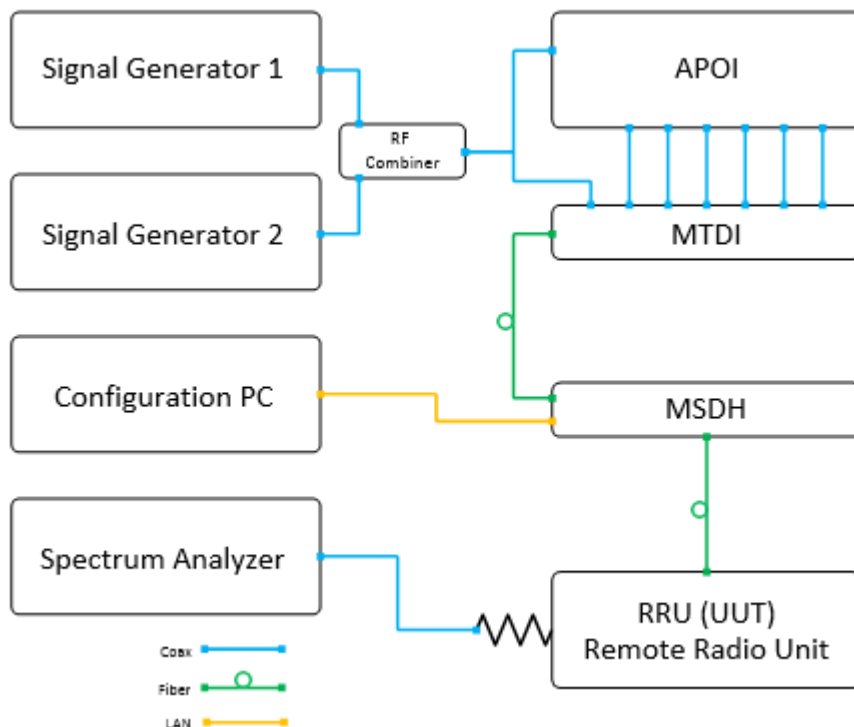 Signal Generator 1
APOI
RF
Combiner
Signal Generator 2
MTDI
Configuration PC
MSDH
Spectrum Analyzer
RRU (UUT)
Remote Radio Unit
Coax
Fiber
LAN